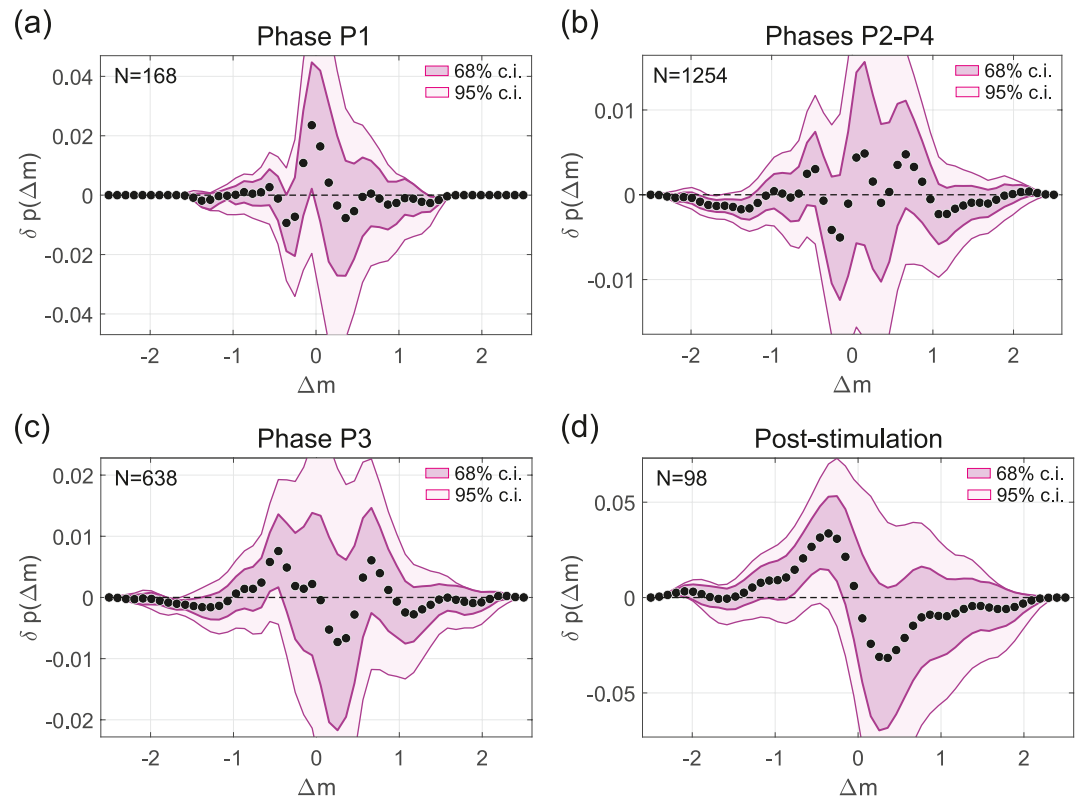 (a)
Phase P1
N=168
68% c.i.
95% c.i.
0.04
0.02
0
-0.02
-0.04
δ p(Δm)
-2
-1
0
1
2
Δm
(b)
Phases P2-P4
N=1254
68% c.i.
95% c.i.
0.01
0
-0.01
δ p(Δm)
-2
-1
0
1
2
Δm
(c)
Phase P3
N=638
68% c.i.
95% c.i.
0.02
0.01
0
-0.01
-0.02
δ p(Δm)
-2
-1
0
1
2
Δm
(d)
Post-stimulation
N=98
68% c.i.
95% c.i.
0.05
0
-0.05
δ p(Δm)
-2
-1
0
1
2
Δm